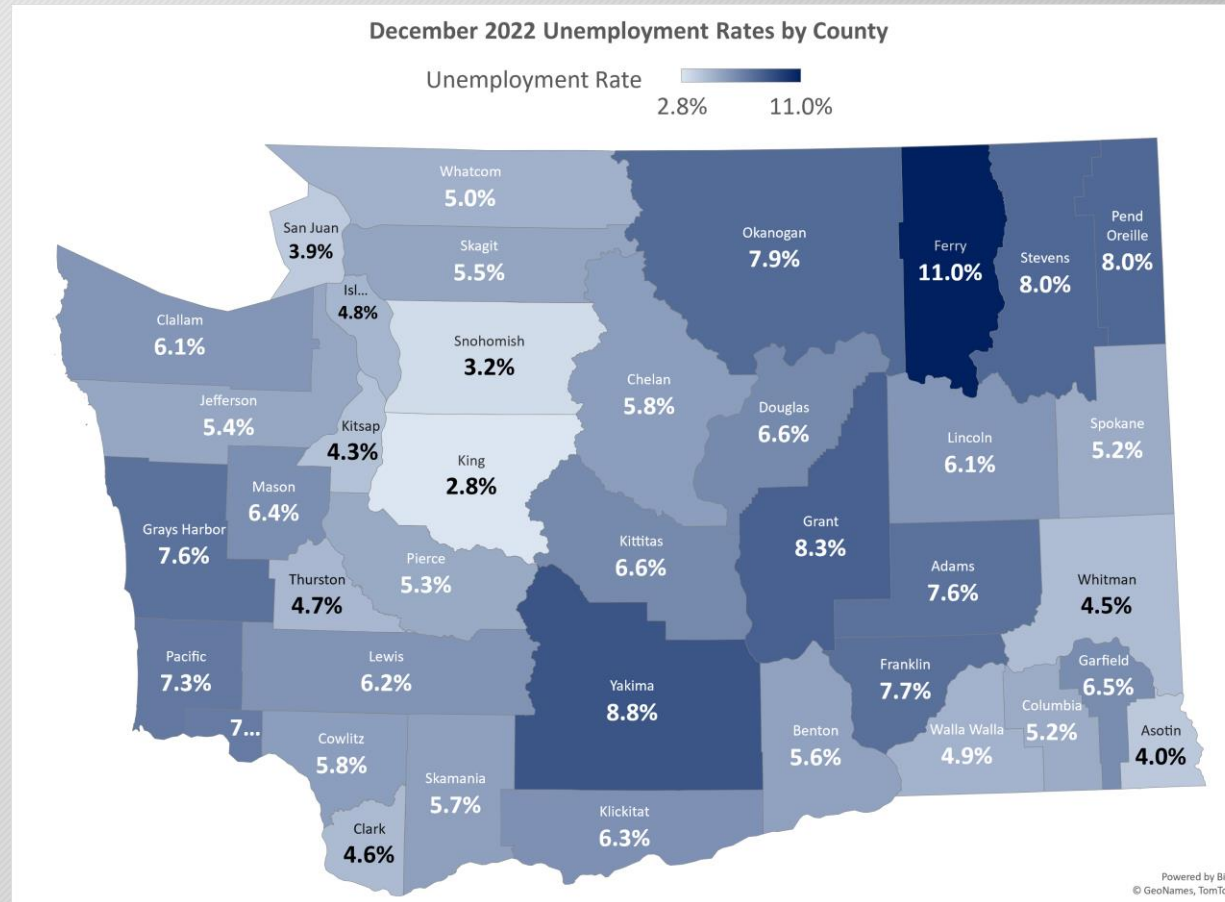 December 2022 Unemployment Rates by County
Unemployment Rate
2.8% 11.0%
Whatcom
5.0%
San Juan
3.9%
Skagit
5.5%
Isl...
4.8%
Clallam
6.1%
Snohomish
3.2%
Okanogan
7.9%
Ferry
11.0%
Stevens
8.0%
Pend
Oreille
8.0%
Jefferson
5.4%
Kitsap
4.3%
King
2.8%
Chelan
5.8%
Douglas
6.6%
Lincoln
6.1%
Spokane
5.2%
Mason
6.4%
Grays Harbor
7.6%
Thurston
4.7%
Pierce
5.3%
Kittitas
6.6%
Grant
8.3%
Adams
7.6%
Whitman
4.5%
Pacific
7.3%
Lewis
6.2%
Yakima
8.8%
Franklin
7.7%
Garfield
6.5%
7...
Cowlitz
5.8%
Skamania
5.7%
Benton
5.6%
Walla Walla
4.9%
Columbia
5.2%
Asotin
4.0%
Clark
4.6%
Klickitat
6.3%
Powered by Bi
© GeoNames, TomTo